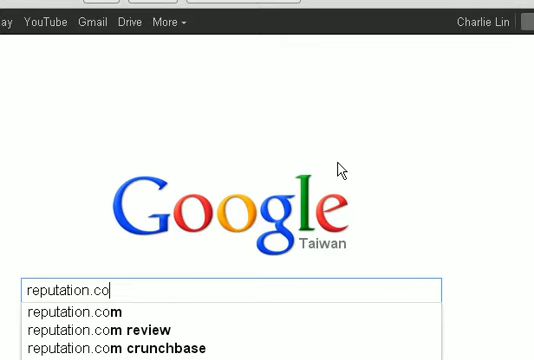 ay YouTube Gmail Drive More Charlie Lin
Google
Taiwan
reputation.co
reputation.com
reputation.com review
reputation.com crunchbase